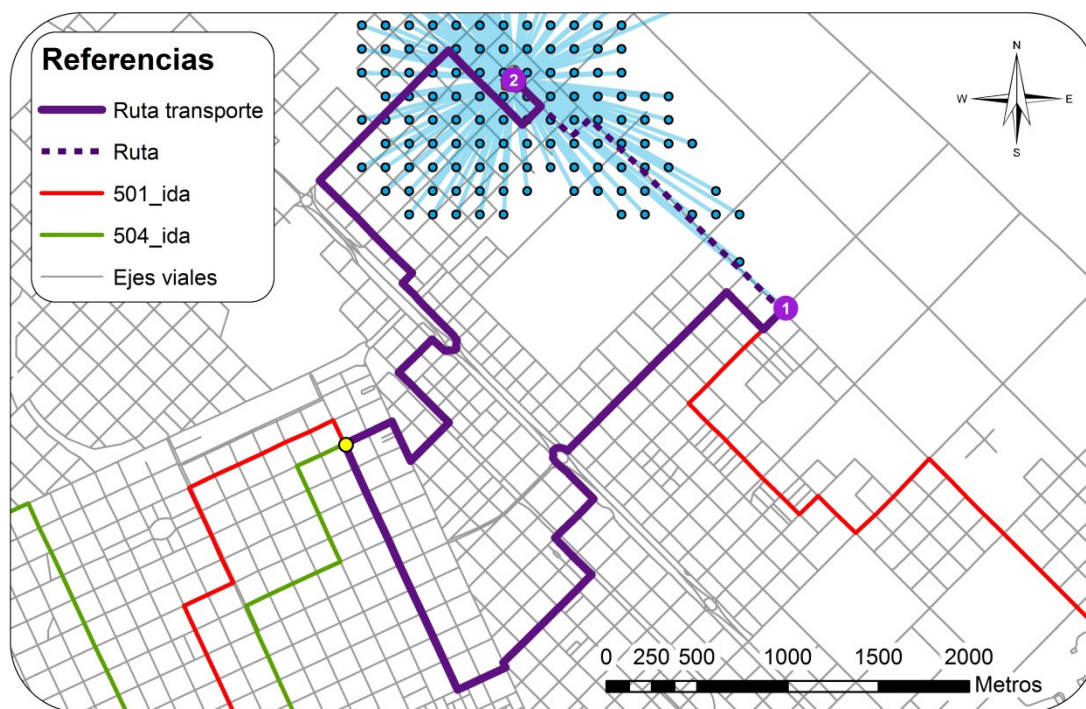 Referencias
Ruta transporte
Ruta
501_ida
504_ida
Ejes viales
2
N
W E
S
1
0 250 500 1000 1500 2000
Metros